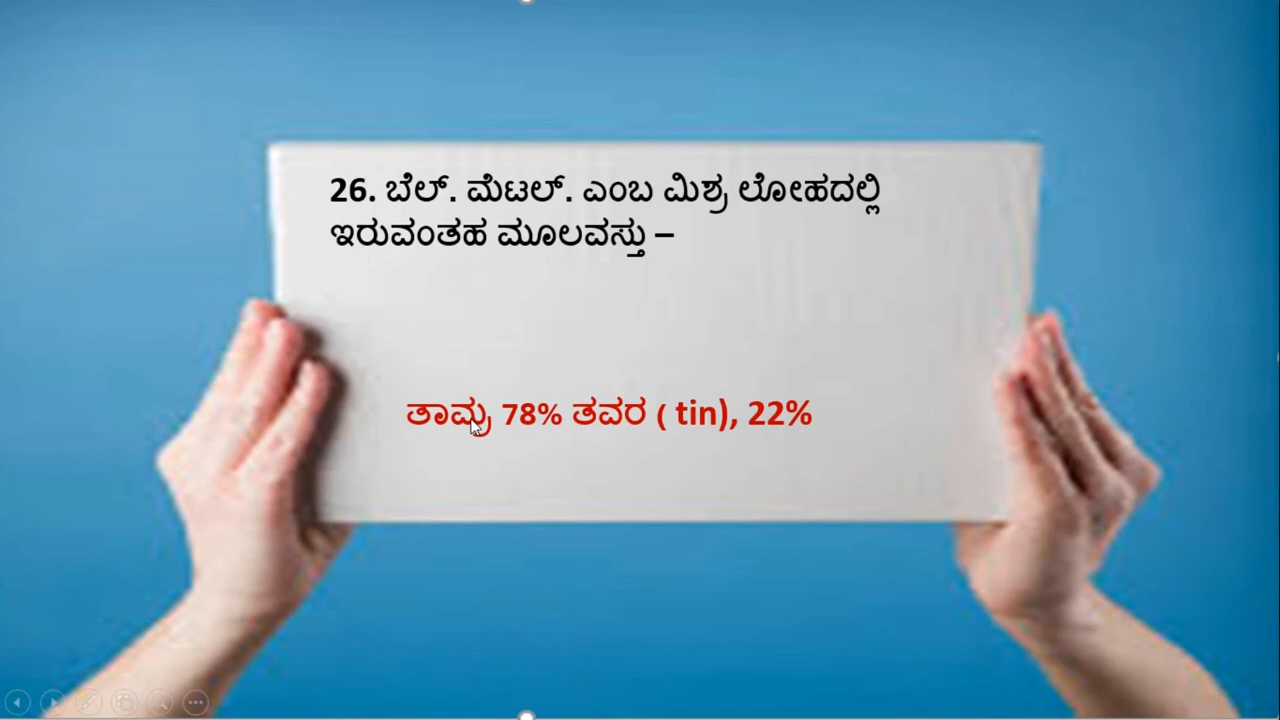 26. ಬೆಲ್. ಮೆಟಲ್. ಎಂಬ ಮಿಶ್ರ ಲೋಹದಲ್ಲಿ
ಇರುವಂತಹ ಮೂಲವಸ್ತು –
ತಾಮ್ರ 78% ತವರ ( tin), 22%